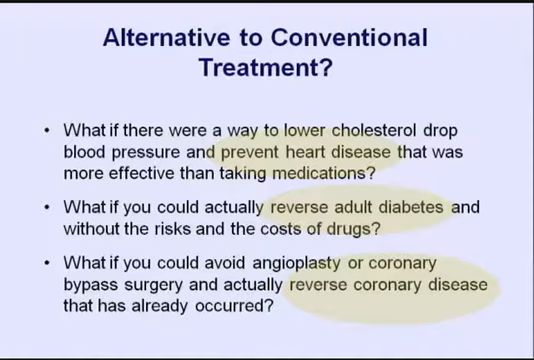 Alternative to Conventional
Treatment?
• What if there were a way to lower cholesterol drop
blood pressure and prevent heart disease that was
more effective than taking medications?
• What if you could actually reverse adult diabetes and
without the risks and the costs of drugs?
• What if you could avoid angioplasty or coronary
bypass surgery and actually reverse coronary disease
that has already occurred?